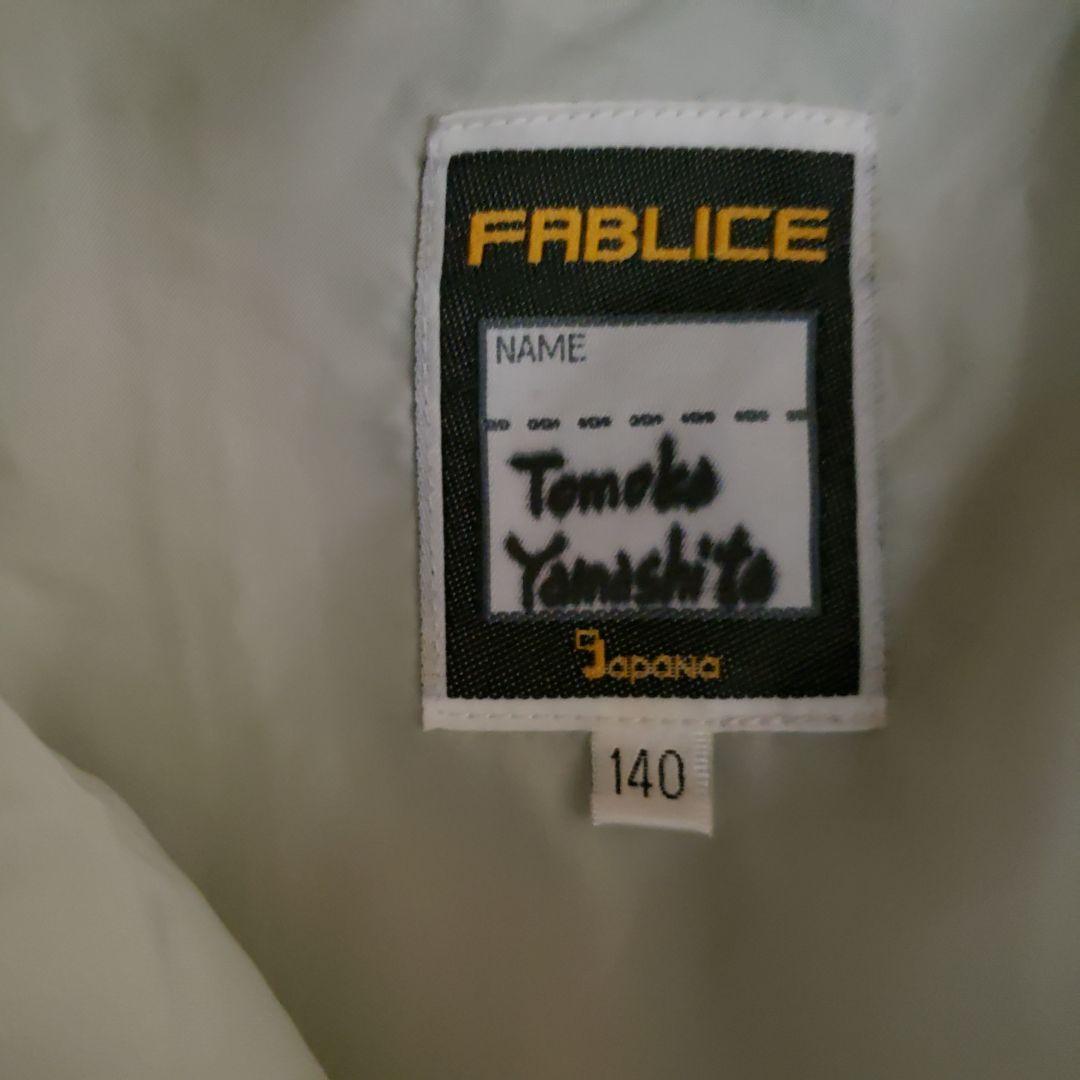 FABLICE
NAME
Tomoko
Yamashita
Japana
140